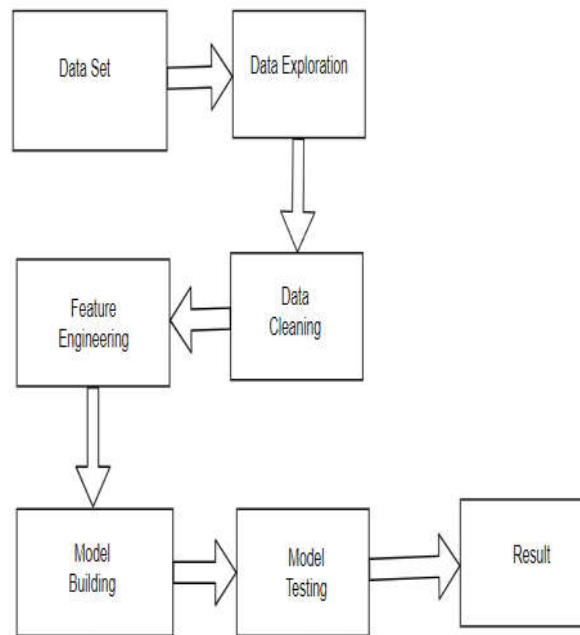 Data Set
Data Exploration
Data
Cleaning
Feature
Engineering
Model
Building
Model
Testing
Result